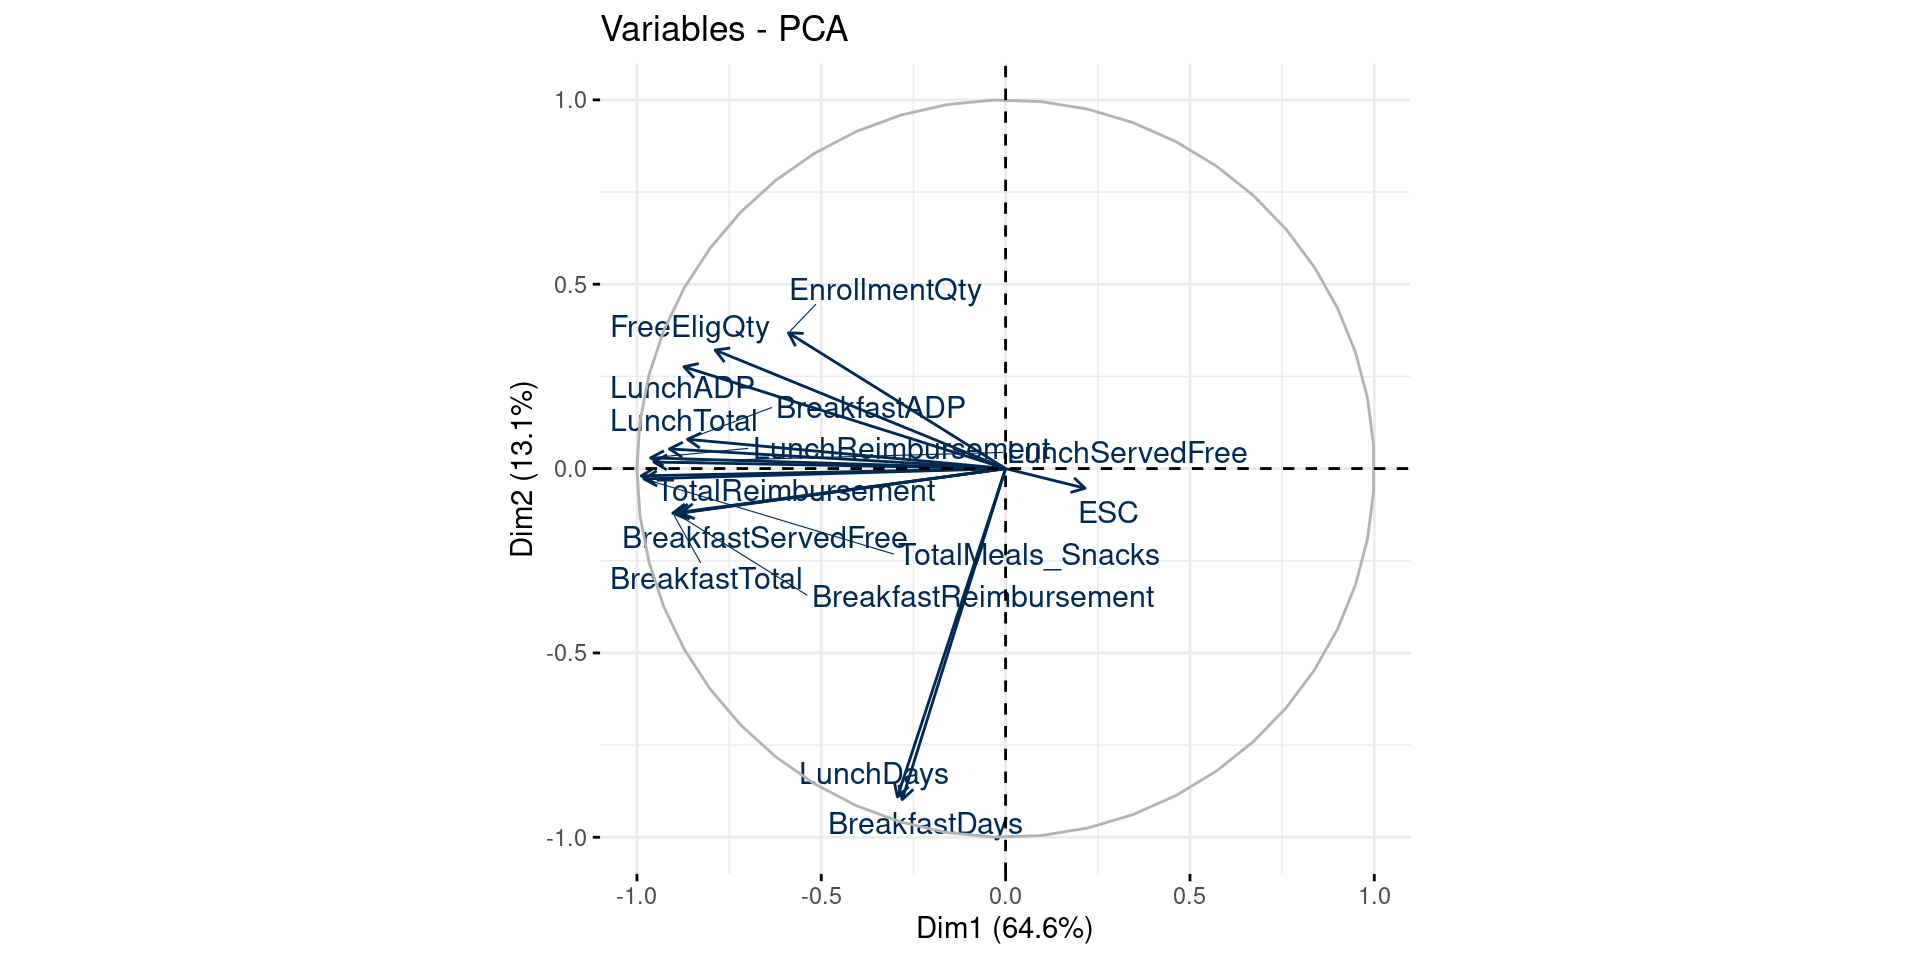 Variables - PCA
1.0
0.5
0.0
-0.5
-1.0
Dim2 (13.1%)
EnrollmentQty
FreeEligQty
LunchADP
BreakfastADP
LunchTotal
LunchReimbursement
LunchServedFree
TotalReimbursement
ESC
BreakfastServedFree
TotalMeals_Snacks
BreakfastTotal
BreakfastReimbursement
LunchDays
BreakfastDays
-1.0 -0.5 0.0 0.5 1.0
Dim1 (64.6%)